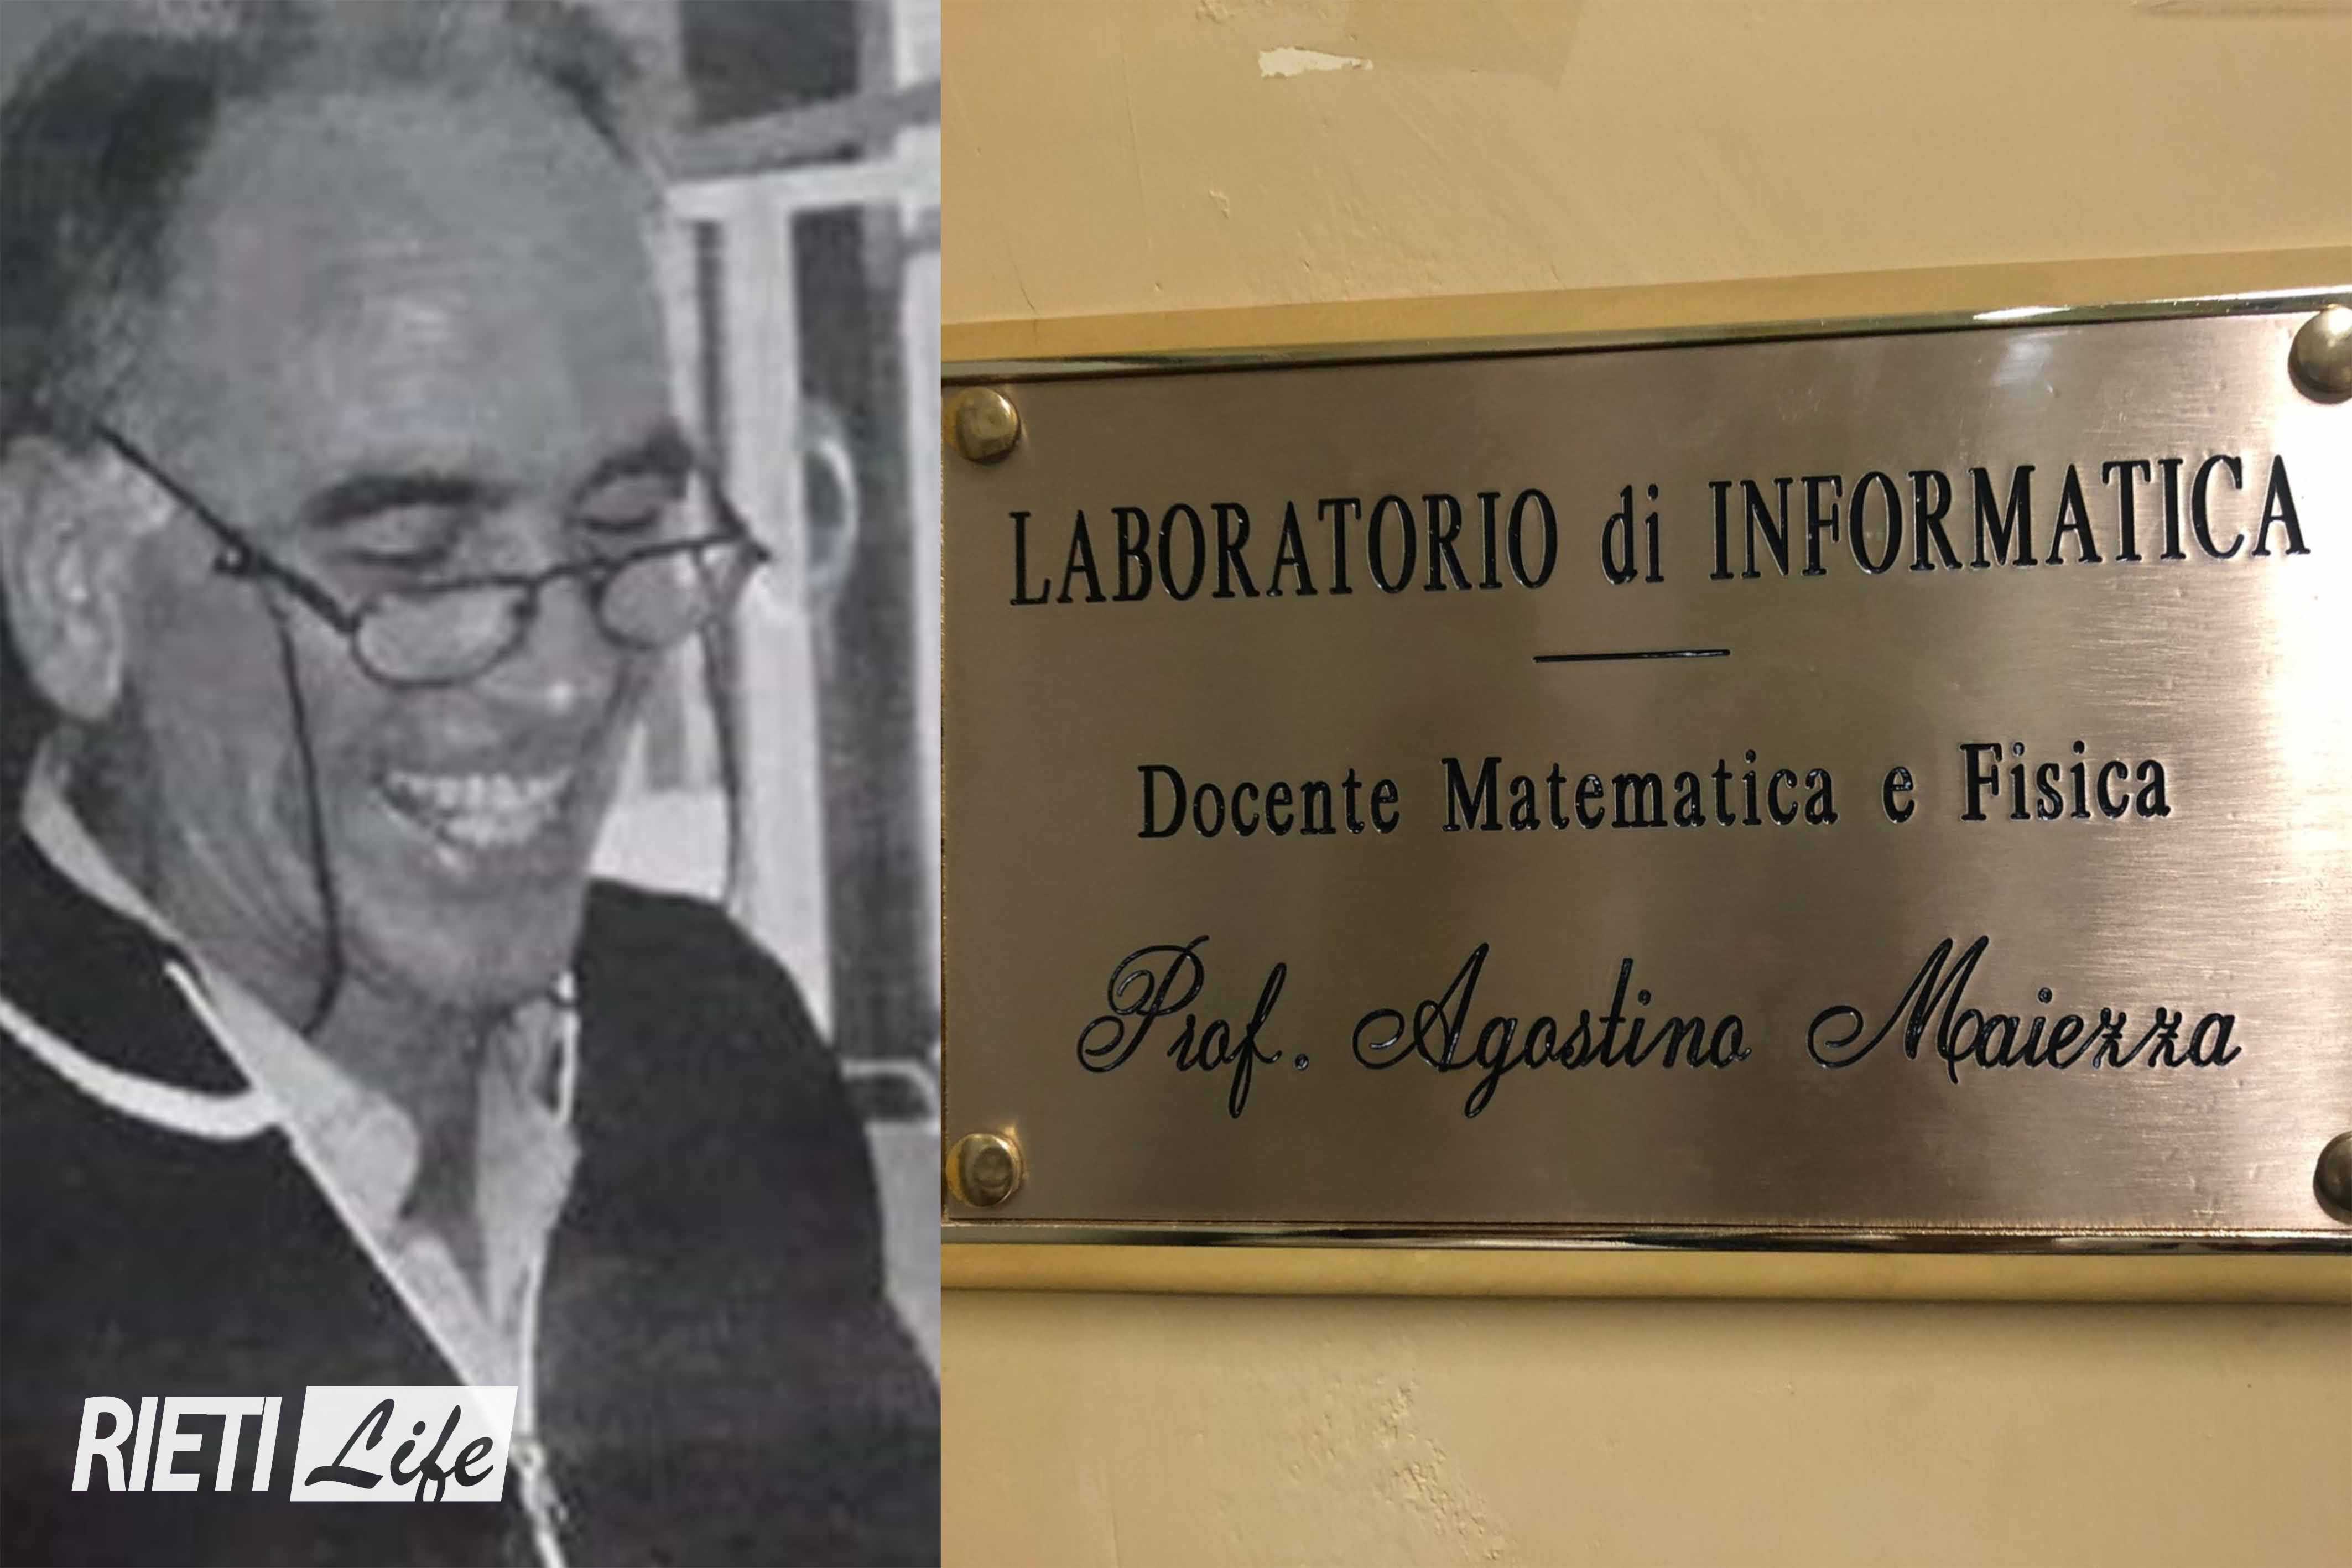 RIETI Life
LABORATORIO di INFORMATICA
Docente Matematica e Fisica
Prof. Agostino Maiezza